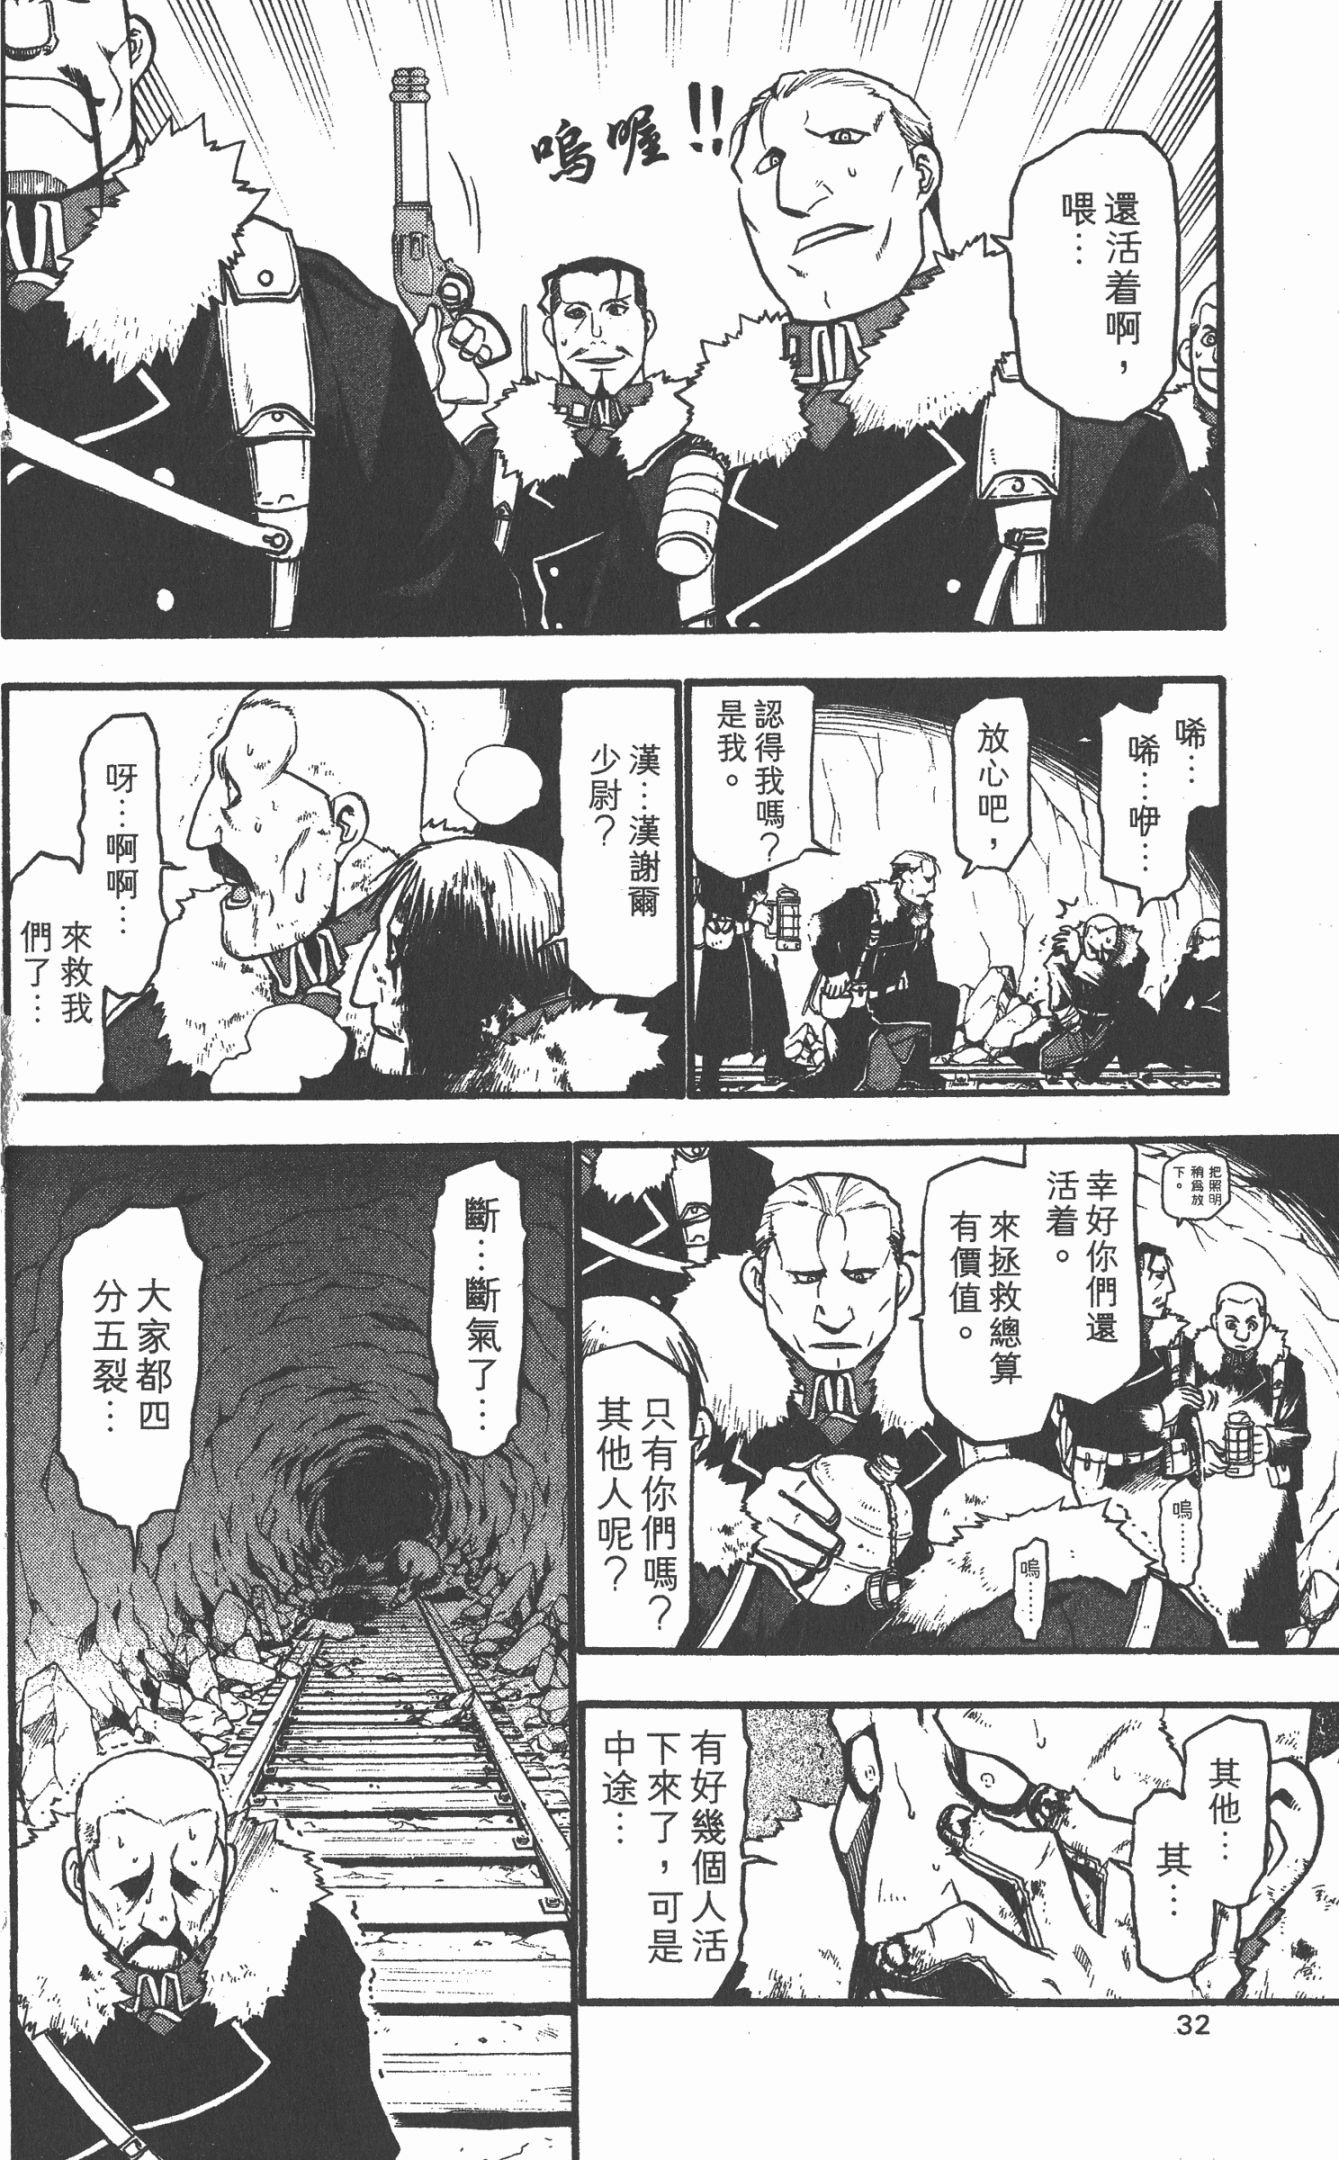 還活着啊，
喂…
嗚喔!!
唏…
唏…咿
放心吧，
認得我嗎？
是我。
漢…漢謝爾
少尉？
呀…啊啊…
來救我
們了…
把照明
稍為放
下。
幸好你們還
活着。
來拯救總算
有價值。
嗚……
嗚……
只有你們嗎？
其他人呢？
其他…
其…
有好幾個人活
下來了，可是
中途…
斷…斷氣了…
大家都四
分五裂…
32